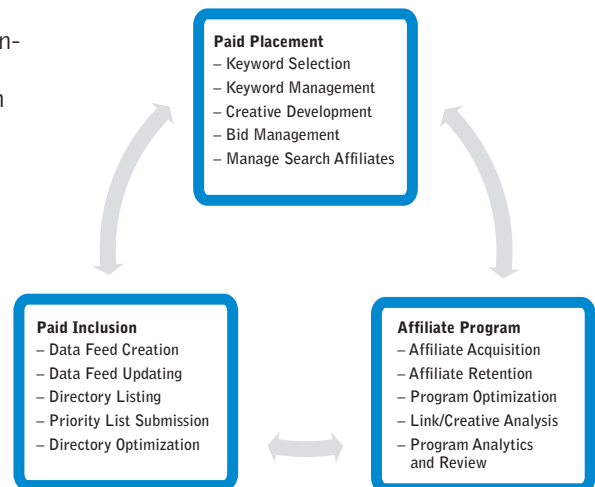 n-
n
Paid Placement
– Keyword Selection
– Keyword Management
– Creative Development
– Bid Management
– Manage Search Affiliates
Paid Inclusion
– Data Feed Creation
– Data Feed Updating
– Directory Listing
– Priority List Submission
– Directory Optimization
Affiliate Program
– Affiliate Acquisition
– Affiliate Retention
– Program Optimization
– Link/Creative Analysis
– Program Analytics
and Review